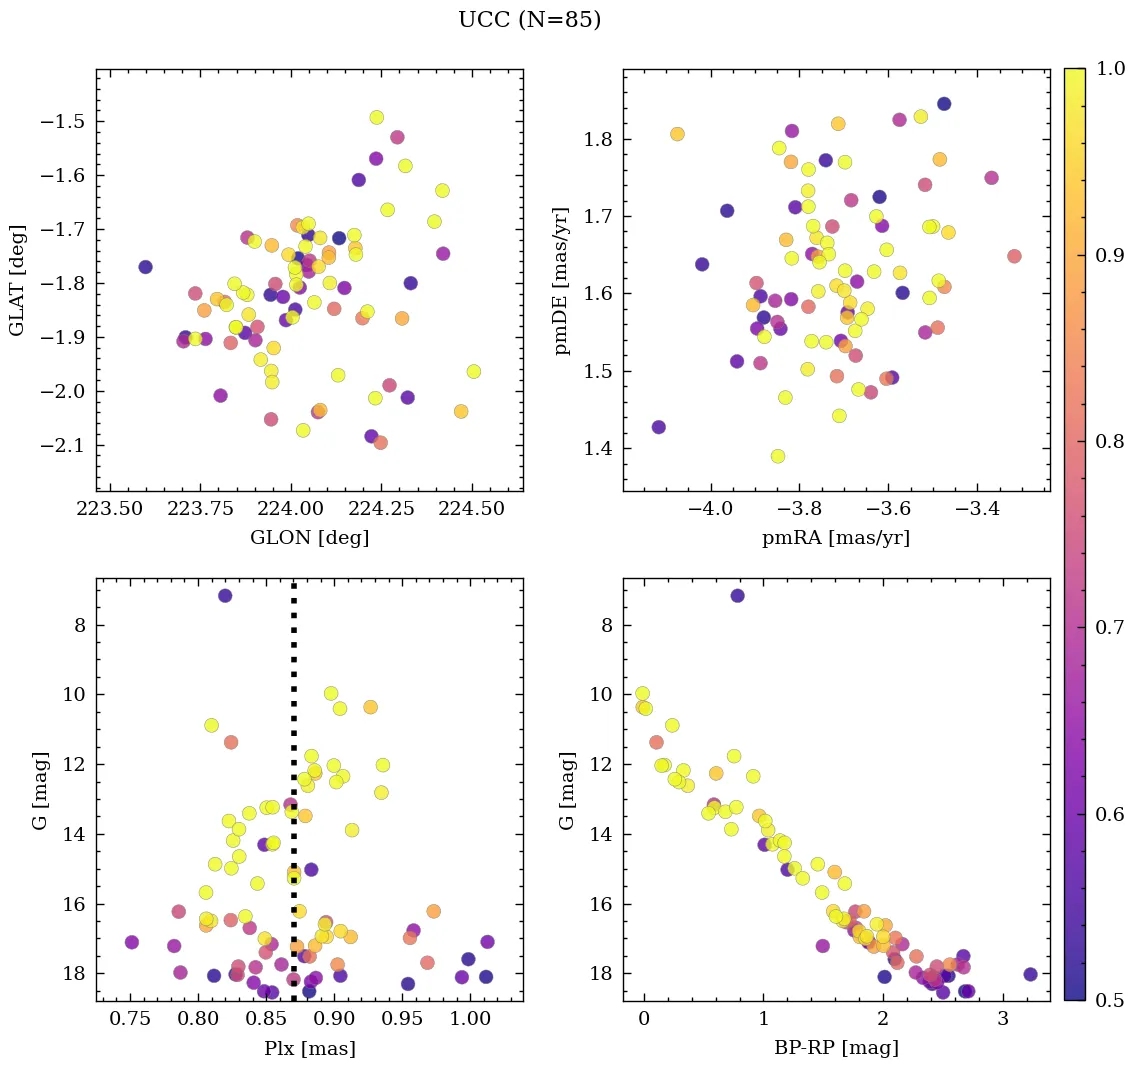 UCC (N=85)
−1.5
−1.6
−1.7
−1.8
−1.9
−2.0
−2.1
GLAT [deg]
223.50 223.75 224.00 224.25 224.50
GLON [deg]
1.8
1.7
1.6
1.5
1.4
pmDE [mas/yr]
−4.0 −3.8 −3.6 −3.4
pmRA [mas/yr]
1.0
0.9
0.8
0.7
0.6
0.5
8
10
12
14
16
18
G [mag]
0.75 0.80 0.85 0.90 0.95 1.00
Plx [mas]
8
10
12
14
16
18
G [mag]
0 1 2 3
BP-RP [mag]